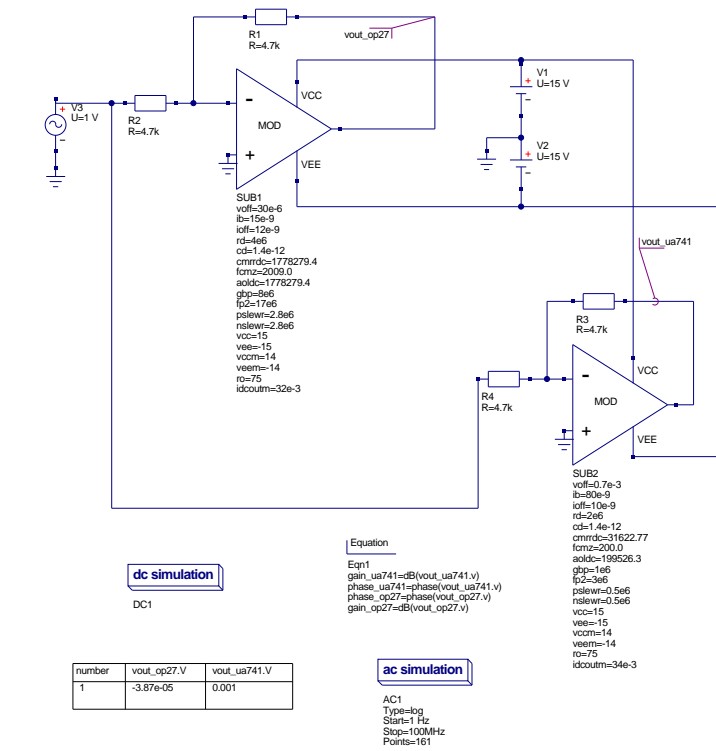 R1
R=4.7k
vout_op27
V3
U=1 V
R2
R=4.7k
-
VCC
MOD
+
VEE
V1
U=15 V
V2
U=15 V
SUB1
voff=30e-6
ib=15e-9
ioff=12e-9
rd=4e6
cd=1.4e-12
cmrrdc=1778279.4
fcmz=2009.0
aoldc=1778279.4
gbp=8e6
fp2=17e6
pslewr=2.8e6
nslewr=2.8e6
vcc=15
vee=-15
vccm=14
veem=-14
ro=75
idcoutm=32e-3
vout_ua741
R3
R=4.7k
R4
R=4.7k
-
VCC
MOD
+
VEE
SUB2
voff=0.7e-3
ib=80e-9
ioff=10e-9
rd=2e6
cd=1.4e-12
cmrrdc=31622.77
fcmz=200.0
aoldc=199526.3
gbp=1e6
fp2=3e6
pslewr=0.5e6
nslewr=0.5e6
vcc=15
vee=-15
vccm=14
veem=-14
ro=75
idcoutm=34e-3
dc simulation
DC1
Equation
Eqn1
gain_ua741=dB(vout_ua741.v)
phase_ua741=phase(vout_ua741.v)
phase_op27=phase(vout_op27.v)
gain_op27=dB(vout_op27.v)
number vout_op27.V vout_ua741.V
1 -3.87e-05 0.001
ac simulation
AC1
Type=log
Start=1 Hz
Stop=100MHz
Points=161